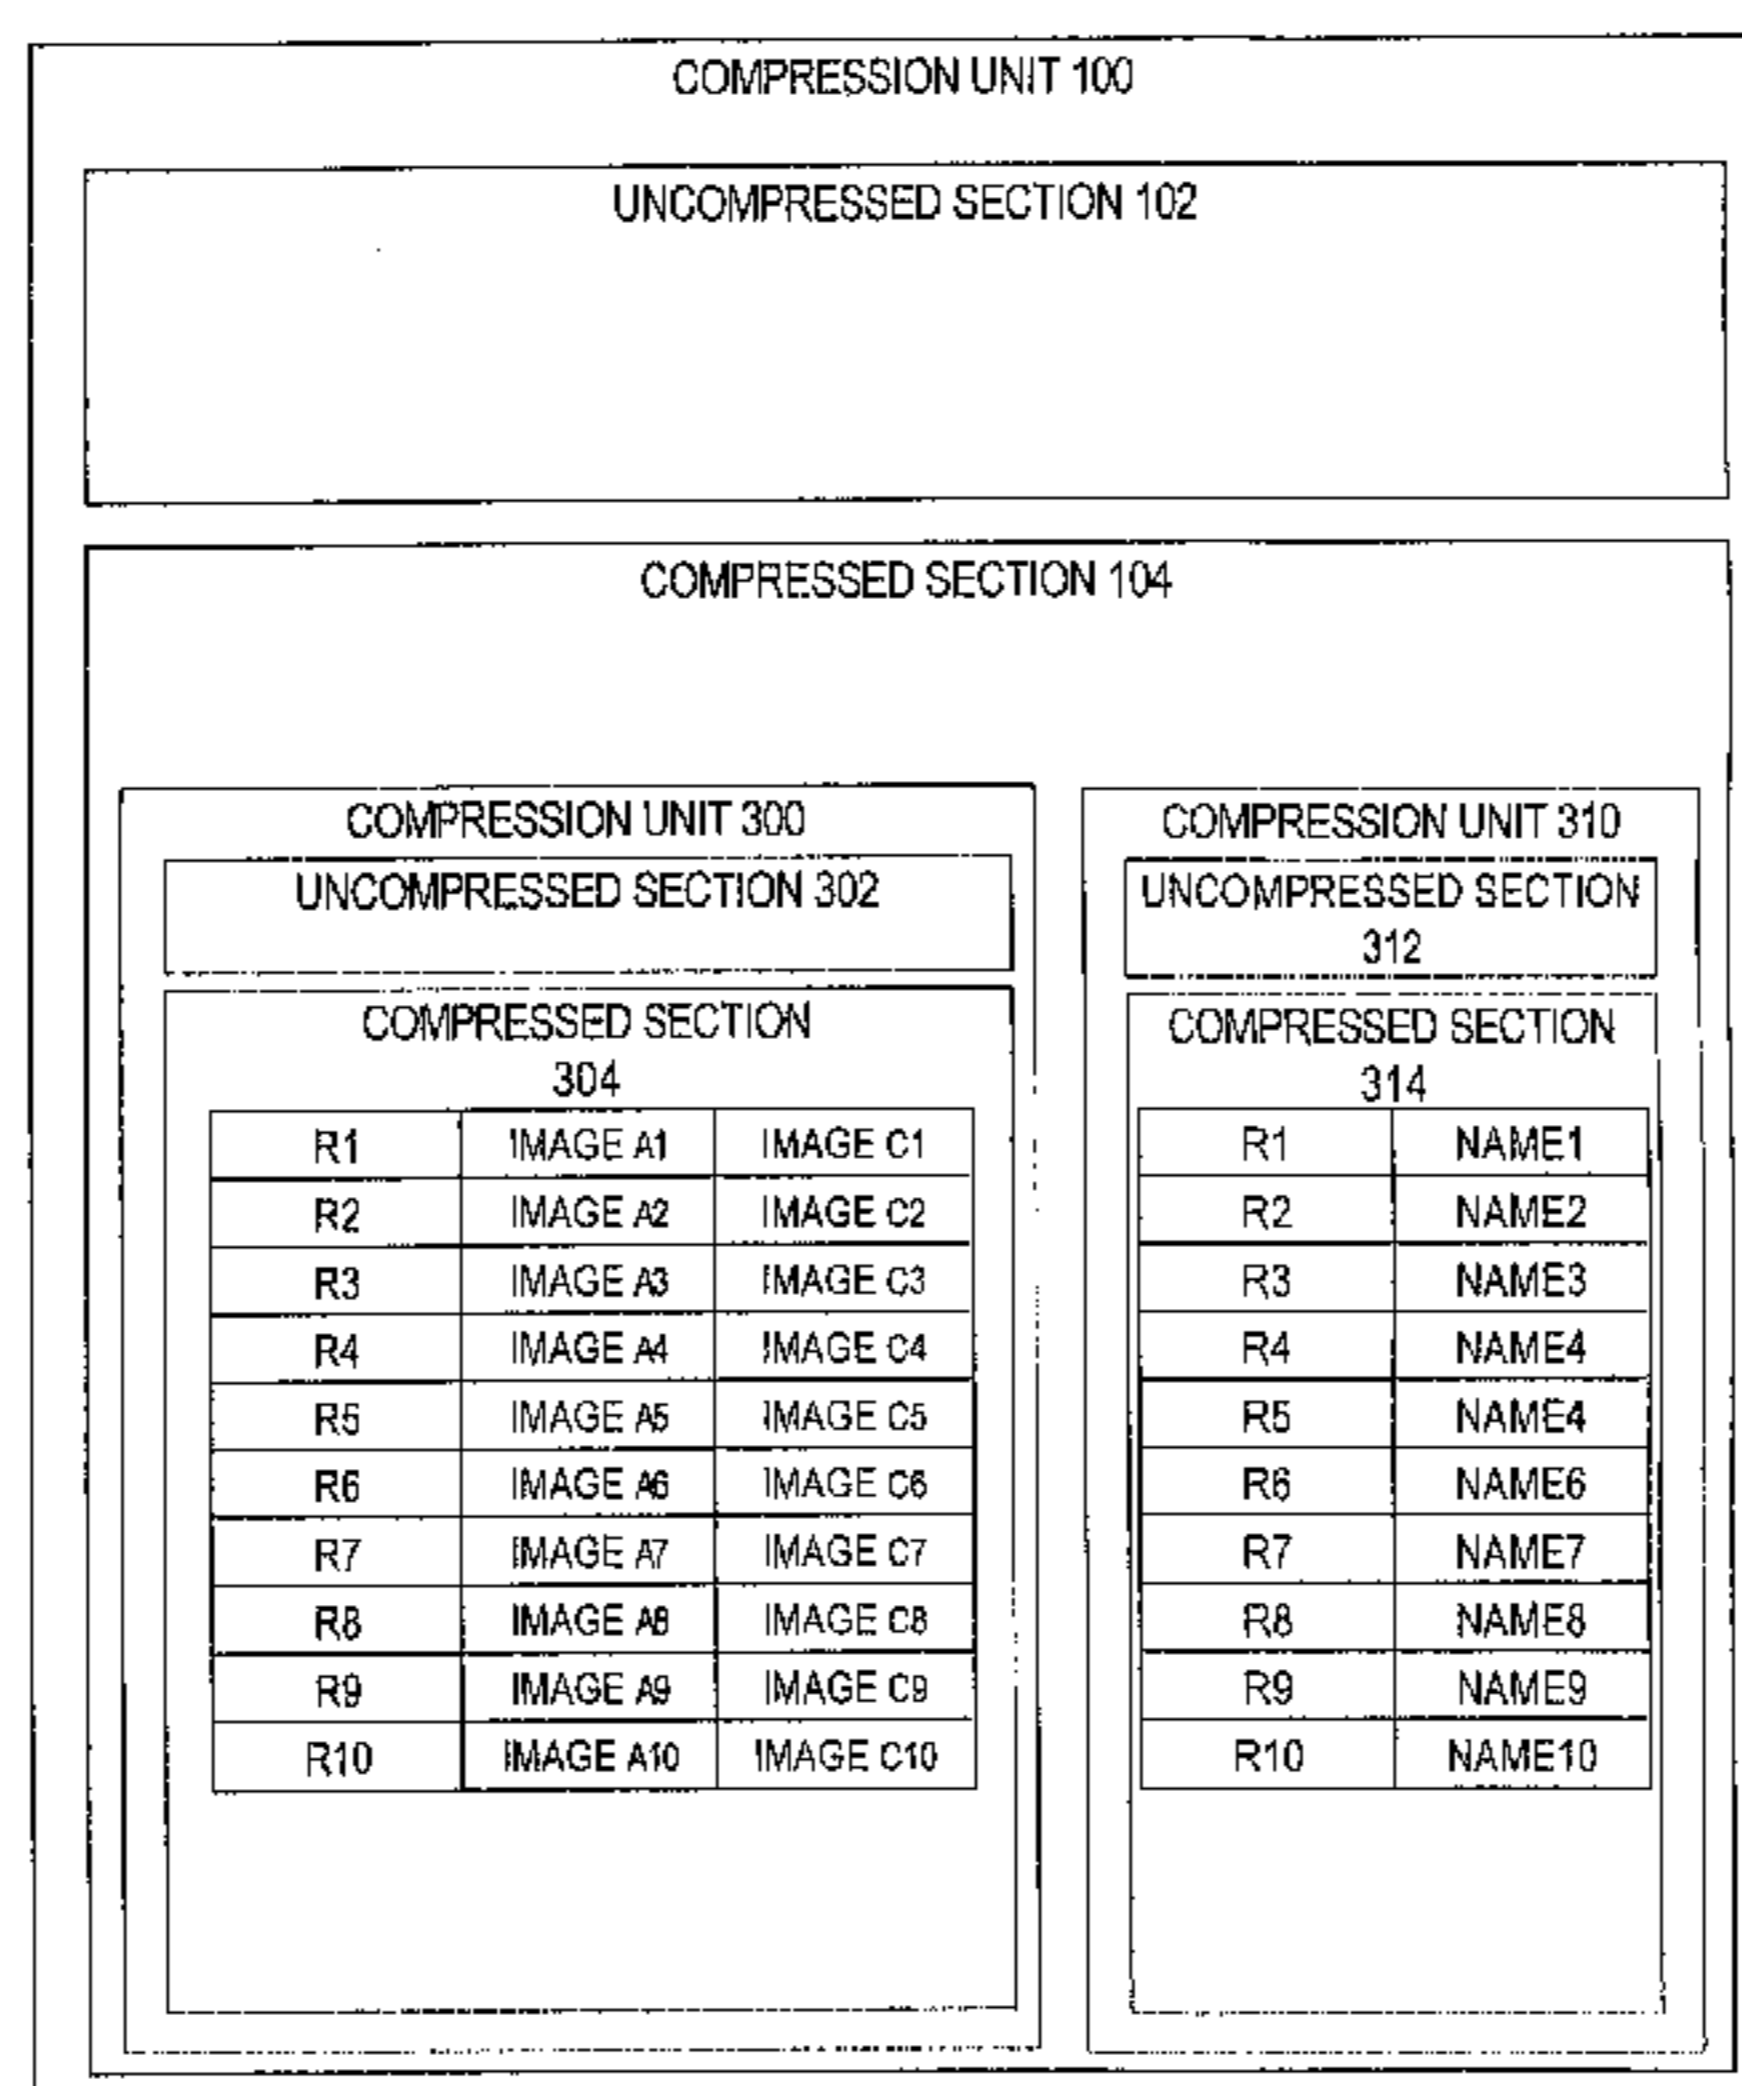 COMPRESSION UNIT 100
UNCOMPRESSED SECTION 102
COMPRESSED SECTION 104
COMPRESSION UNIT 300
UNCOMPRESSED SECTION 302
COMPRESSED SECTION
304
R1 IMAGE A1 IMAGE C1
R2 IMAGE A2 IMAGE C2
R3 IMAGE A3 IMAGE C3
R4 IMAGE A4 IMAGE C4
R5 IMAGE A5 IMAGE C5
R6 IMAGE A6 IMAGE C6
R7 IMAGE A7 IMAGE C7
R8 IMAGE A8 IMAGE C8
R9 IMAGE A9 IMAGE C9
R10 IMAGE A10 IMAGE C10
COMPRESSION UNIT 310
UNCOMPRESSED SECTION
312
COMPRESSED SECTION
314
R1 NAME1
R2 NAME2
R3 NAME3
R4 NAME4
R5 NAME4
R6 NAME6
R7 NAME7
R8 NAME8
R9 NAME9
R10 NAME10